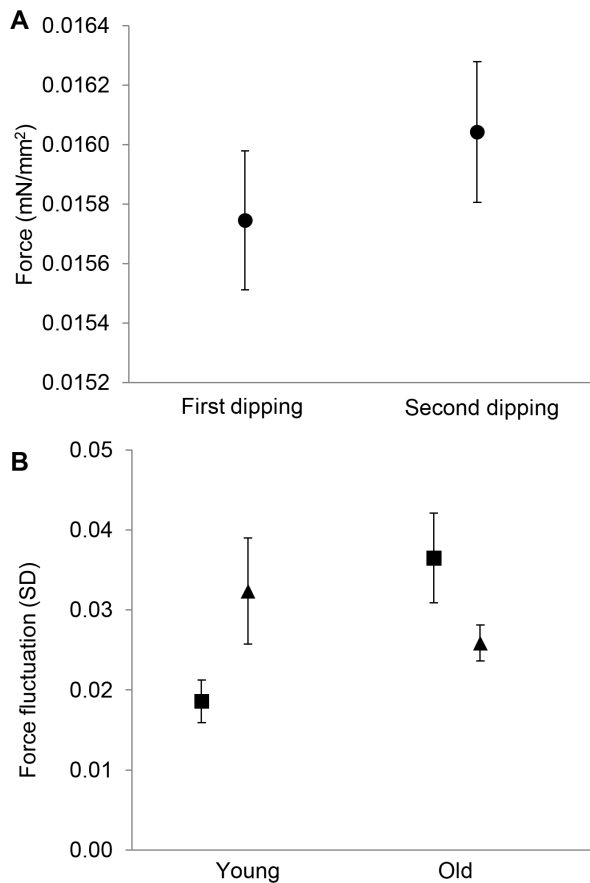 A
0.0164
0.0162
0.0160
0.0158
0.0156
0.0154
0.0152
Force (mN/mm²)
First dipping Second dipping
B
0.05
0.04
0.03
0.02
0.01
0.00
Force fluctuation (SD)
Young Old